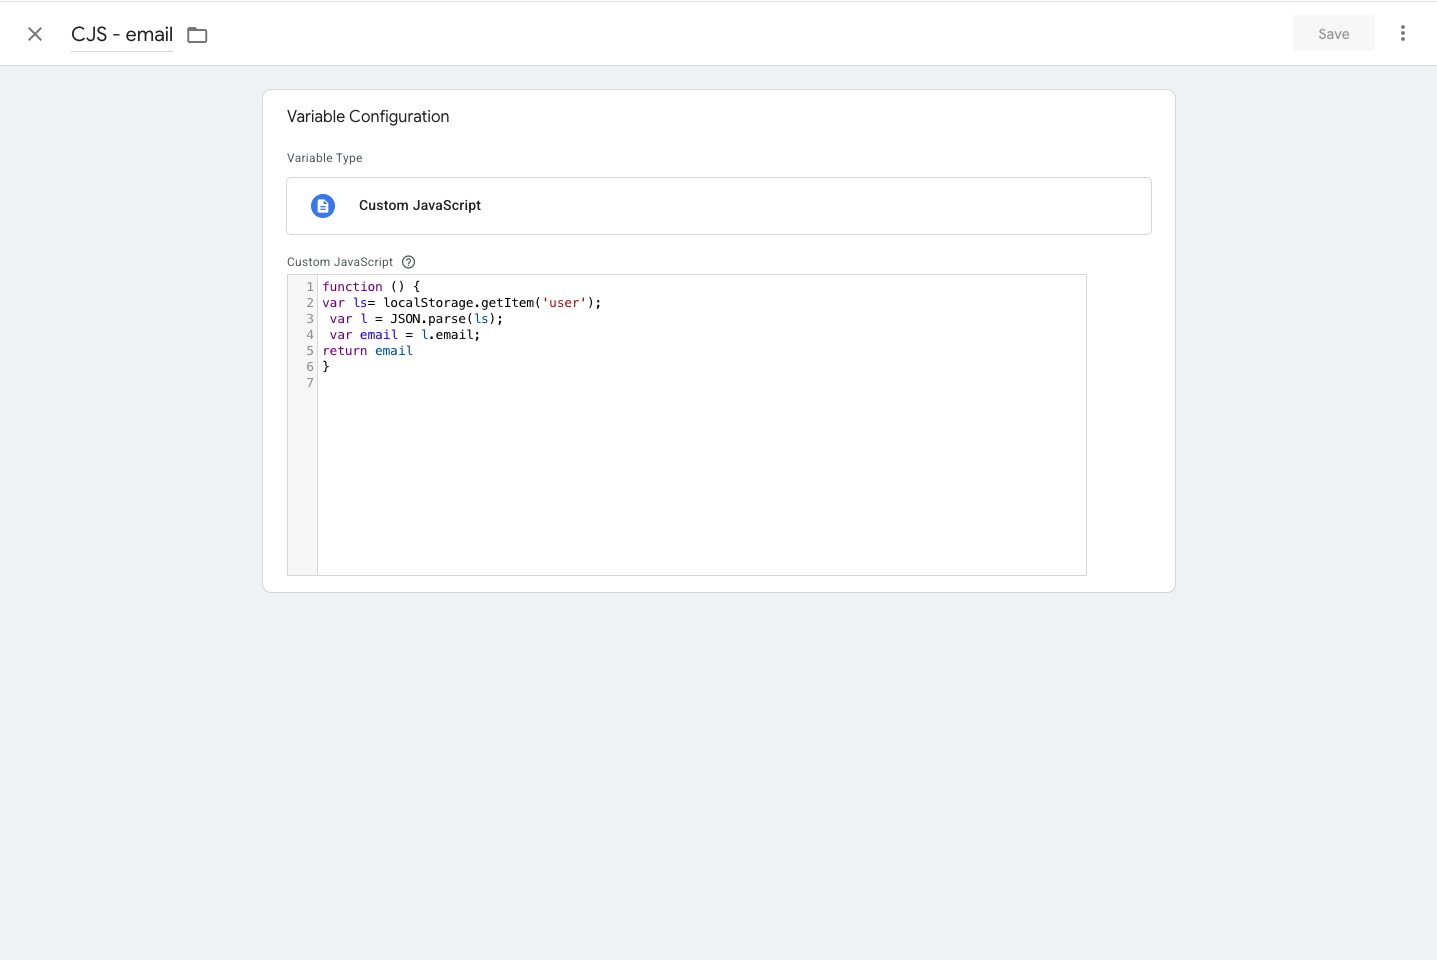 CJS - email
Save
Variable Configuration
Variable Type
Custom JavaScript
Custom JavaScript
1 function () {
2 var ls= localStorage.getItem('user');
3  var l = JSON.parse(ls);
4  var email = l.email;
5 return email
6 }
7